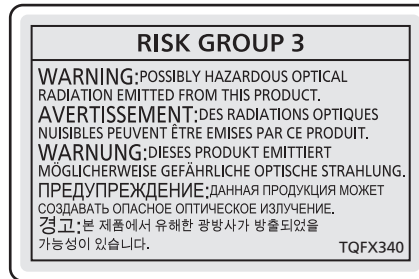 RISK GROUP 3
WARNING:POSSIBLY HAZARDOUS OPTICAL
RADIATION EMITTED FROM THIS PRODUCT.
AVERTISSEMENT:DES RADIATIONS OPTIQUES
NUISIBLES PEUVENT ÊTRE EMISES PAR CE PRODUIT.
WARNUNG:DIESES PRODUKT EMITTIERT
MÖGLICHERWEISE GEFÄHRLICHE OPTISCHE STRAHLUNG.
ПРЕДУПРЕЖДЕНИЕ:ДАННАЯ ПРОДУКЦИЯ МОЖЕТ
СОЗДАВАТЬ ОПАСНОЕ ОПТИЧЕСКОЕ ИЗЛУЧЕНИЕ.
경고:본 제품에서 유해한 광방사가 방출되었을
가능성이 있습니다.
TQFX340